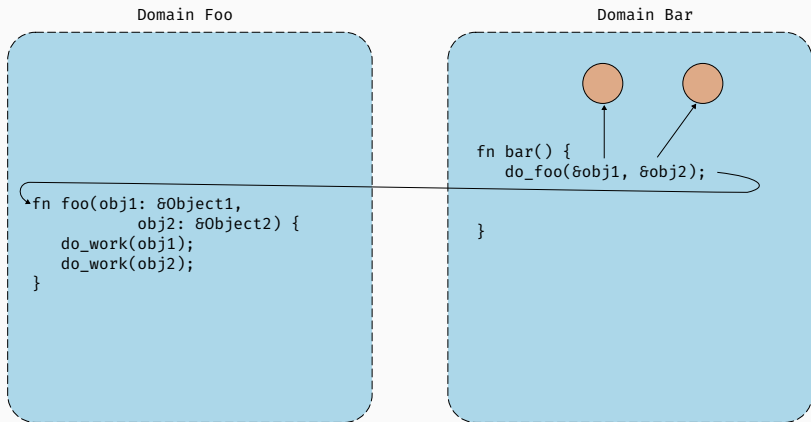 Domain Foo
fn foo(obj1: &Object1,
obj2: &Object2) {
do_work(obj1);
do_work(obj2);
}
Domain Bar
fn bar() {
do_foo(&obj1, &obj2);
}